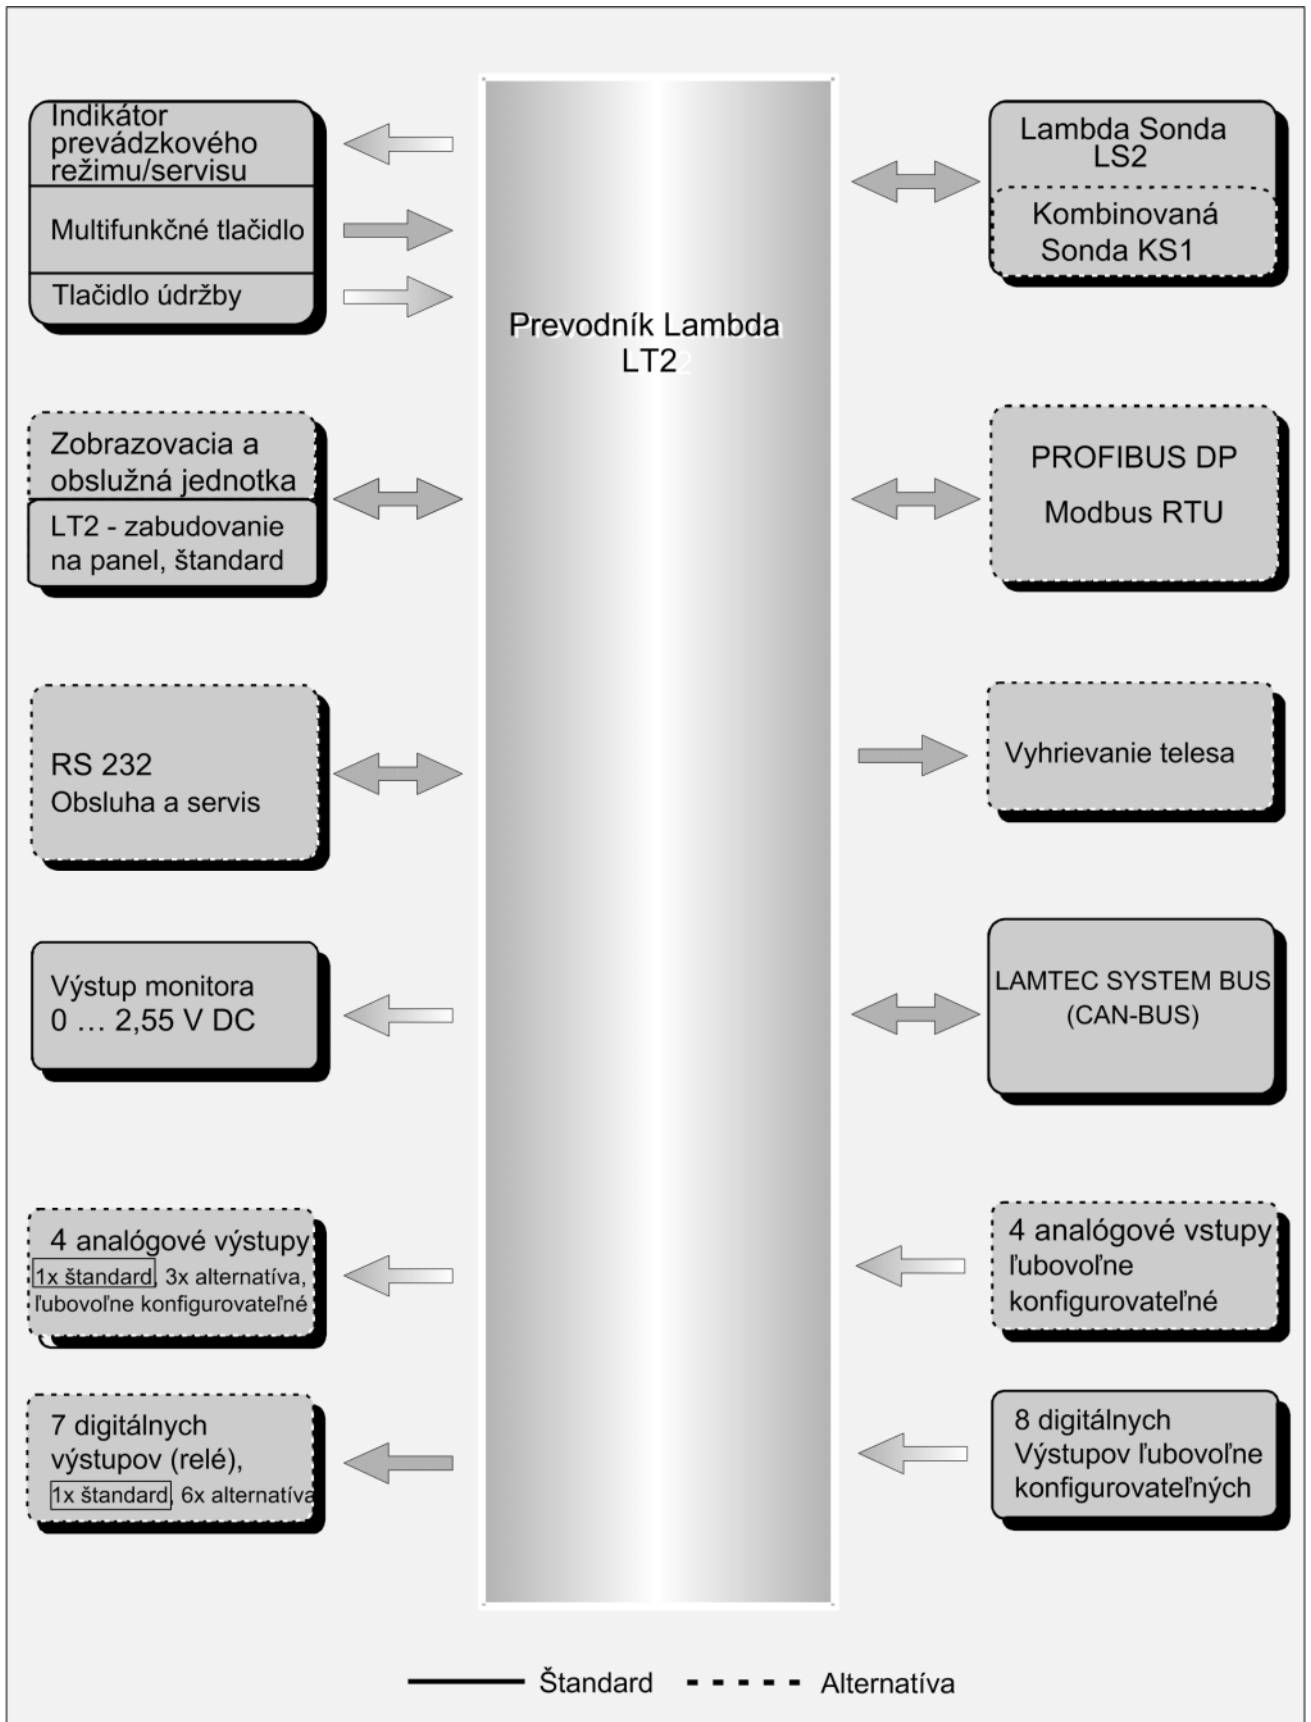 Indikátor
prevádzkového
režimu/servisu
Multifunkčné tlačidlo
Tlačidlo údržby
Zobrazovacia a
obslužná jednotka
LT2 - zabudovanie
na panel, štandard
RS 232
Obsluha a servis
Výstup monitora
0 … 2,55 V DC
4 analógové výstupy
1x štandard, 3x alternatíva,
ľubovoľne konfigurovateľné
7 digitálnych
výstupov (relé),
1x štandard, 6x alternatíva
Prevodník Lambda
LT2
Lambda Sonda
LS2
Kombinovaná
Sonda KS1
PROFIBUS DP
Modbus RTU
Vyhrievanie telesa
LAMTEC SYSTEM BUS
(CAN-BUS)
4 analógové vstupy
ľubovoľne
konfigurovateľné
8 digitálnych
Výstupov ľubovoľne
konfigurovateľných
Štandard
Alternatíva